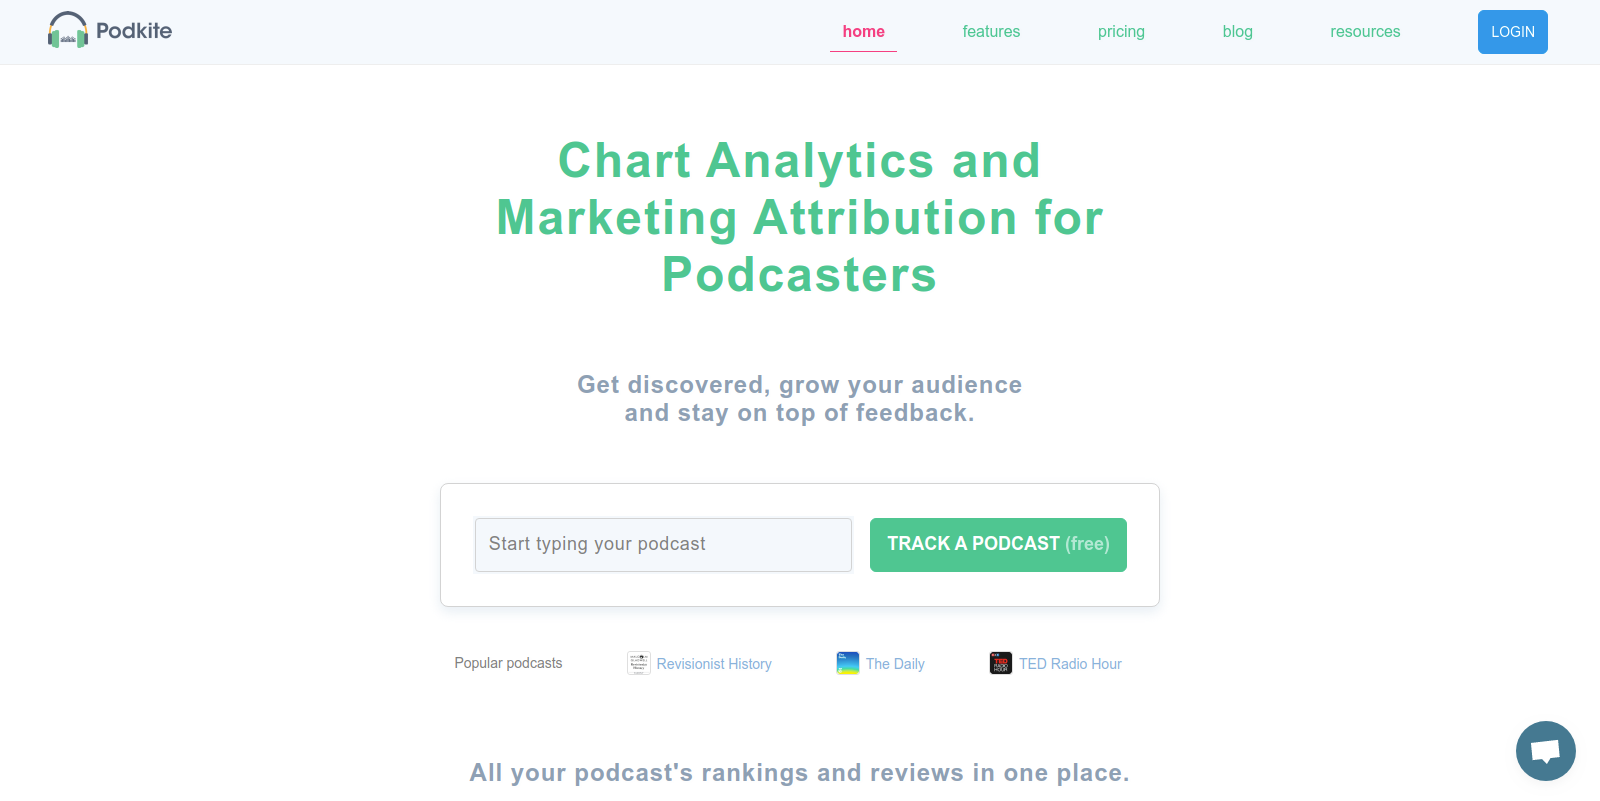 Podkite
home
features
pricing
blog
resources
LOGIN
Chart Analytics and
Marketing Attribution for
Podcasters
Get discovered, grow your audience
and stay on top of feedback.
Start typing your podcast
TRACK A PODCAST (free)
Popular podcasts
Revisionist History
The Daily
TED Radio Hour
All your podcast's rankings and reviews in one place.